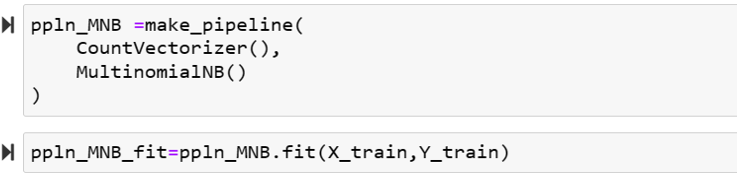 ppln_MNB =make_pipeline(
    CountVectorizer(),
    MultinomialNB()
)
ppln_MNB_fit=ppln_MNB.fit(X_train,Y_train)